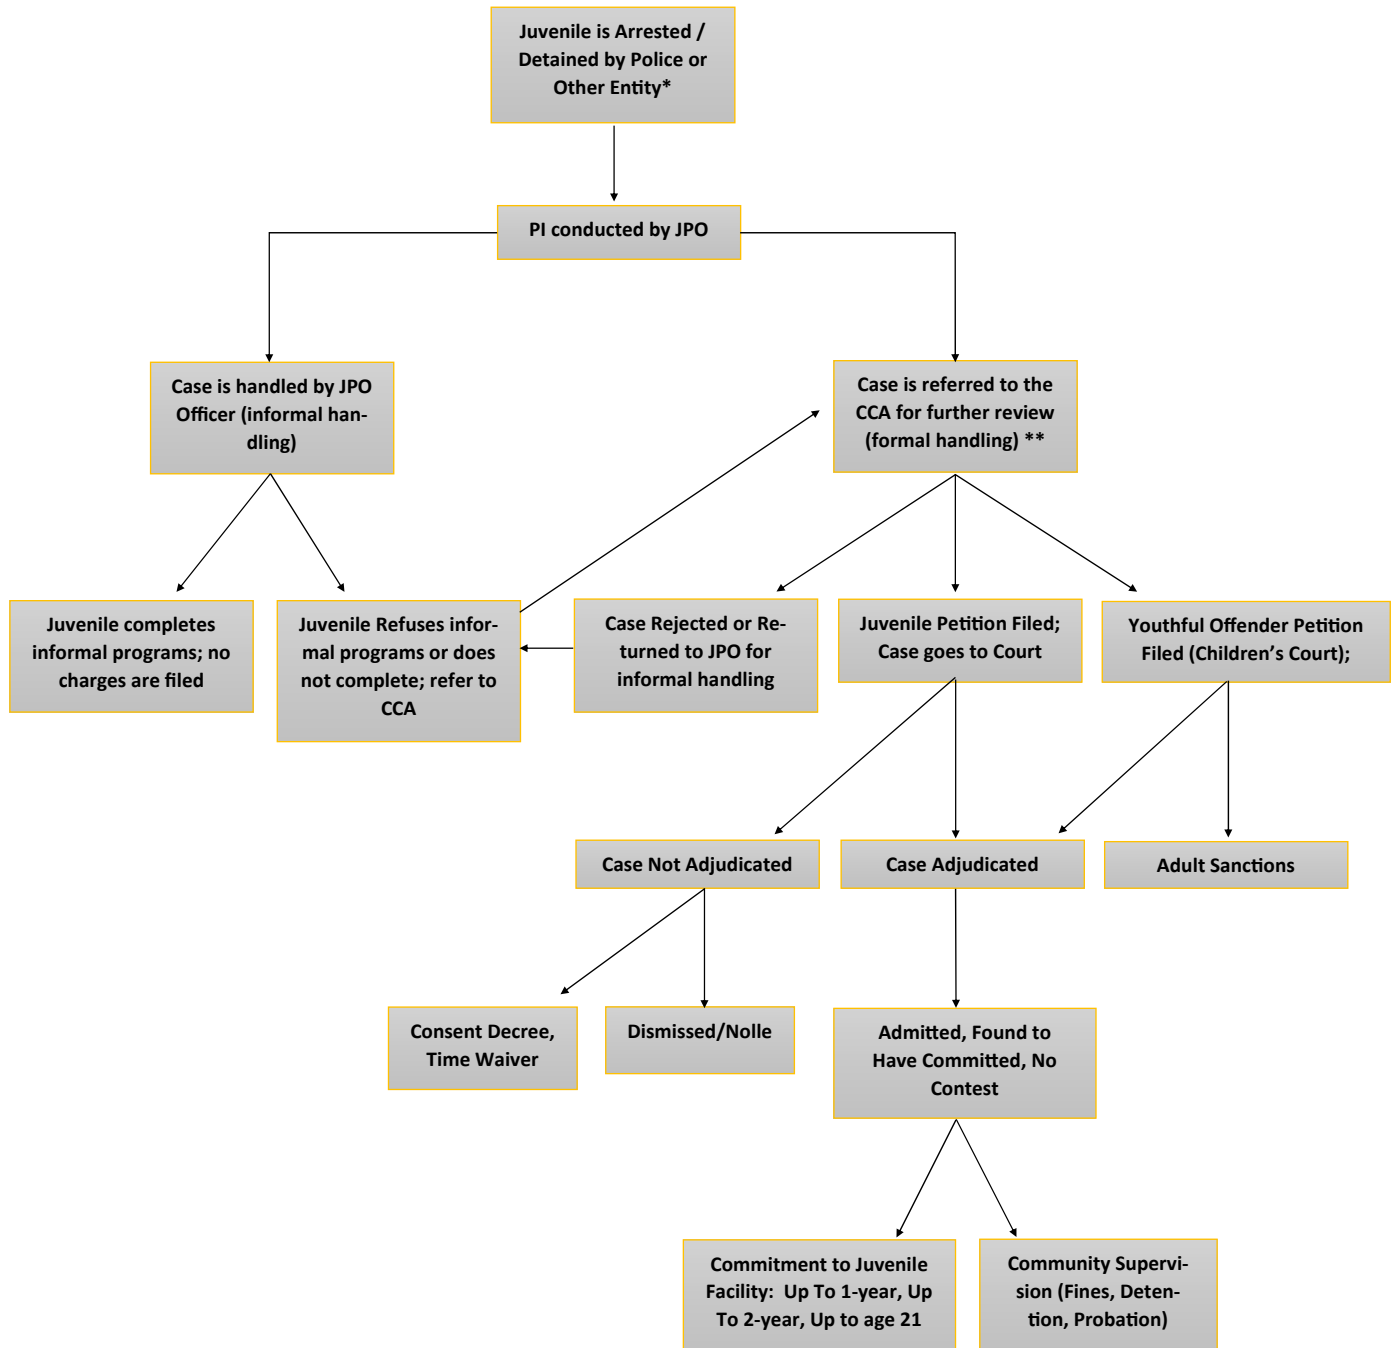 Juvenile is Arrested /
Detained by Police or
Other Entity*
PI conducted by JPO
Case is handled by JPO
Officer (informal han-
dling)
Case is referred to the
CCA for further review
(formal handling) **
Juvenile completes
informal programs; no
charges are filed
Juvenile Refuses infor-
mal programs or does
not complete; refer to
CCA
Case Rejected or Re-
turned to JPO for
informal handling
Juvenile Petition Filed;
Case goes to Court
Youthful Offender Petition
Filed (Children’s Court);
Case Not Adjudicated
Case Adjudicated
Adult Sanctions
Consent Decree,
Time Waiver
Dismissed/Nolle
Admitted, Found to
Have Committed, No
Contest
Commitment to Juvenile
Facility:  Up To 1-year, Up
To 2-year, Up to age 21
Community Supervi-
sion (Fines, Deten-
tion, Probation)